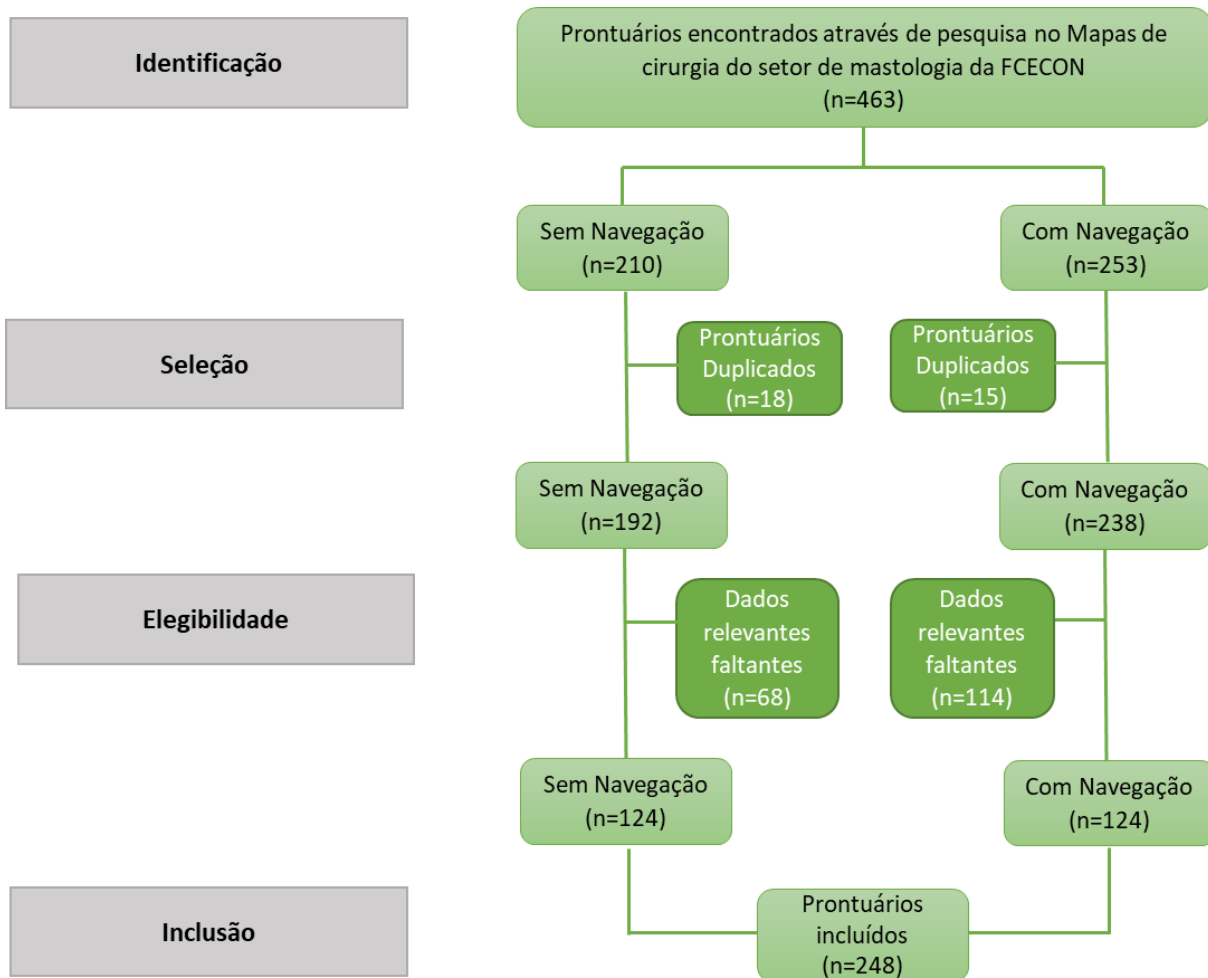 Identificação
Prontuários encontrados através de pesquisa no Mapas de
cirurgia do setor de mastologia da FCECON
(n=463)
Sem Navegação
(n=210)
Com Navegação
(n=253)
Seleção
Prontuários
Duplicados
(n=18)
Prontuários
Duplicados
(n=15)
Sem Navegação
(n=192)
Com Navegação
(n=238)
Elegibilidade
Dados
relevantes
faltantes
(n=68)
Dados
relevantes
faltantes
(n=114)
Sem Navegação
(n=124)
Com Navegação
(n=124)
Inclusão
Prontuários
incluídos
(n=248)